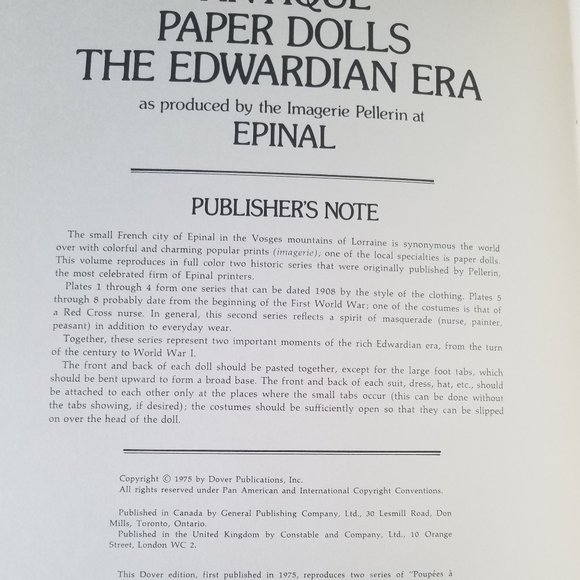 ANTIQUE
PAPER DOLLS
THE EDWARDIAN ERA
as produced by the Imagerie Pellerin at
EPINAL
PUBLISHER'S NOTE
The small French city of Epinal in the Vosges mountains of Lorraine is synonymous the world
over with colorful and charming popular prints (imagerie); one of the local specialties is paper dolls.
This volume reproduces in full color two historic series that were originally published by Pellerin,
the most celebrated firm of Epinal printers.
Plates 1 through 4 form one series that can be dated 1908 by the style of the clothing. Plates 5
through 8 probably date from the beginning of the First World War; one of the costumes is that of
a Red Cross nurse. In general, this second series reflects a spirit of masquerade (nurse, painter,
peasant) in addition to everyday wear.
Together, these series represent two important moments of the rich Edwardian era, from the turn
of the century to World War I.
The front and back of each doll should be pasted together, except for the large foot tabs, which
should be bent upward to form a broad base. The front and back of each suit, dress, hat, etc., should
be attached to each other only at the places where the small tabs occur (this can be done without
the tabs showing, if desired); the costumes should be sufficiently open so that they can be slipped
on over the head of the doll.
Copyright © 1975 by Dover Publications, Inc.
All rights reserved under Pan American and International Copyright Conventions.
Published in Canada by General Publishing Company, Ltd., 30 Lesmill Road, Don
Mills, Toronto, Ontario.
Published in the United Kingdom by Constable and Company, Ltd., 10 Orange
Street, London WC 2.
This Dover edition, first published in 1975, reproduces two series of "Poupées à